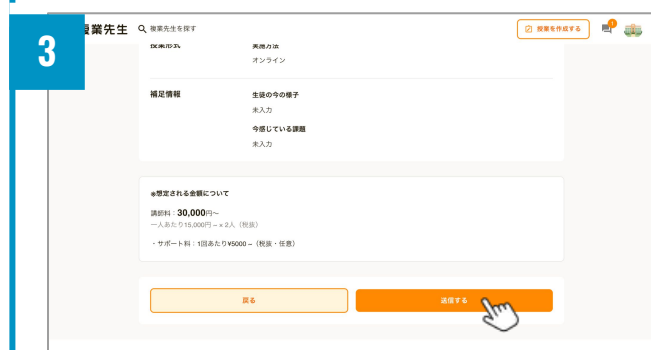 3
複業先生
複業先生を探す
授業を作成する
1
授業形式
実施方法
オンライン
補足情報
生徒の今の様子
未入力
今感じている課題
未入力
※想定される金額について
講師料：30,000円〜
一人あたり15,000円 – × 2人（税抜）
・サポート料：1回あたり¥5000 –（税抜・任意）
戻る
送信する